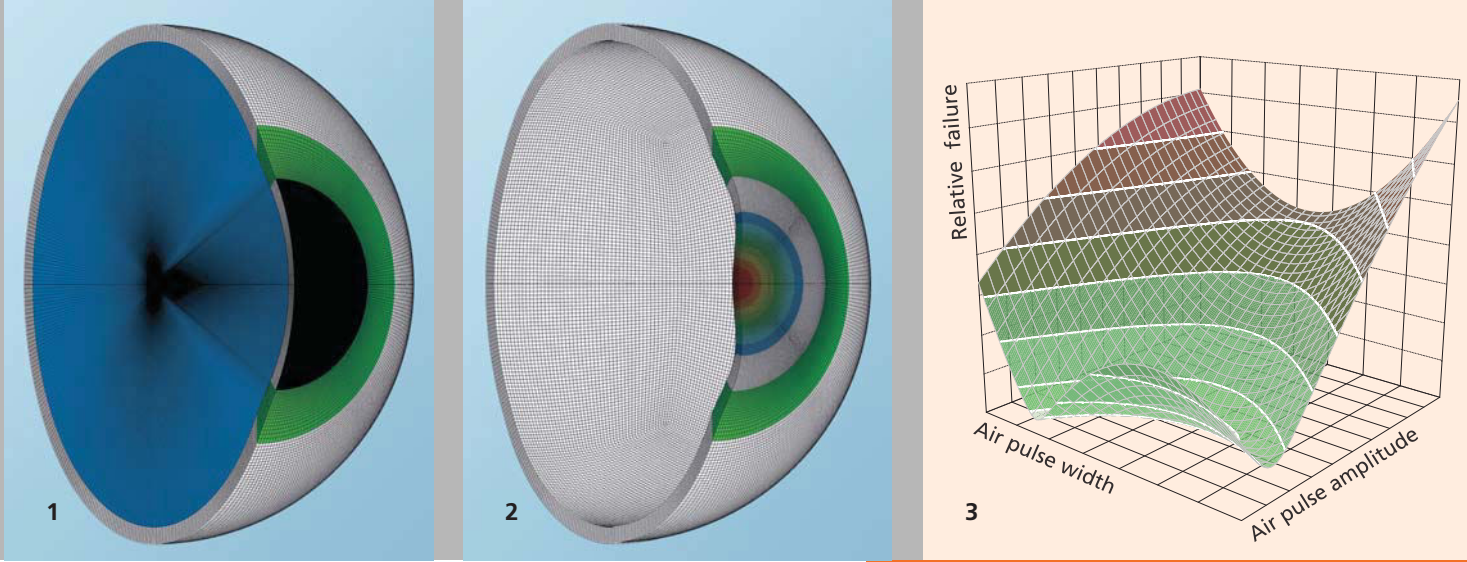 1
2
3
Relative failure
Air pulse width
Air pulse amplitude